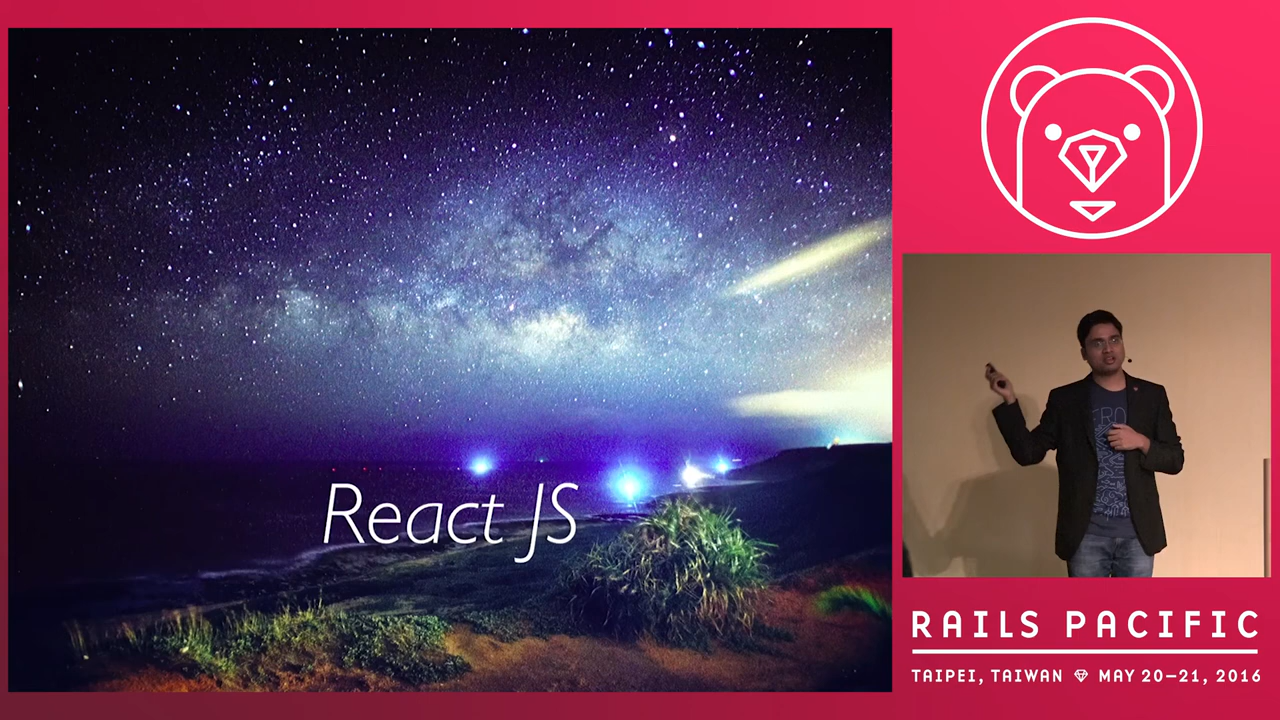 React JS
RAILS PACIFIC
TAIPEI, TAIWAN MAY 20–21, 2016